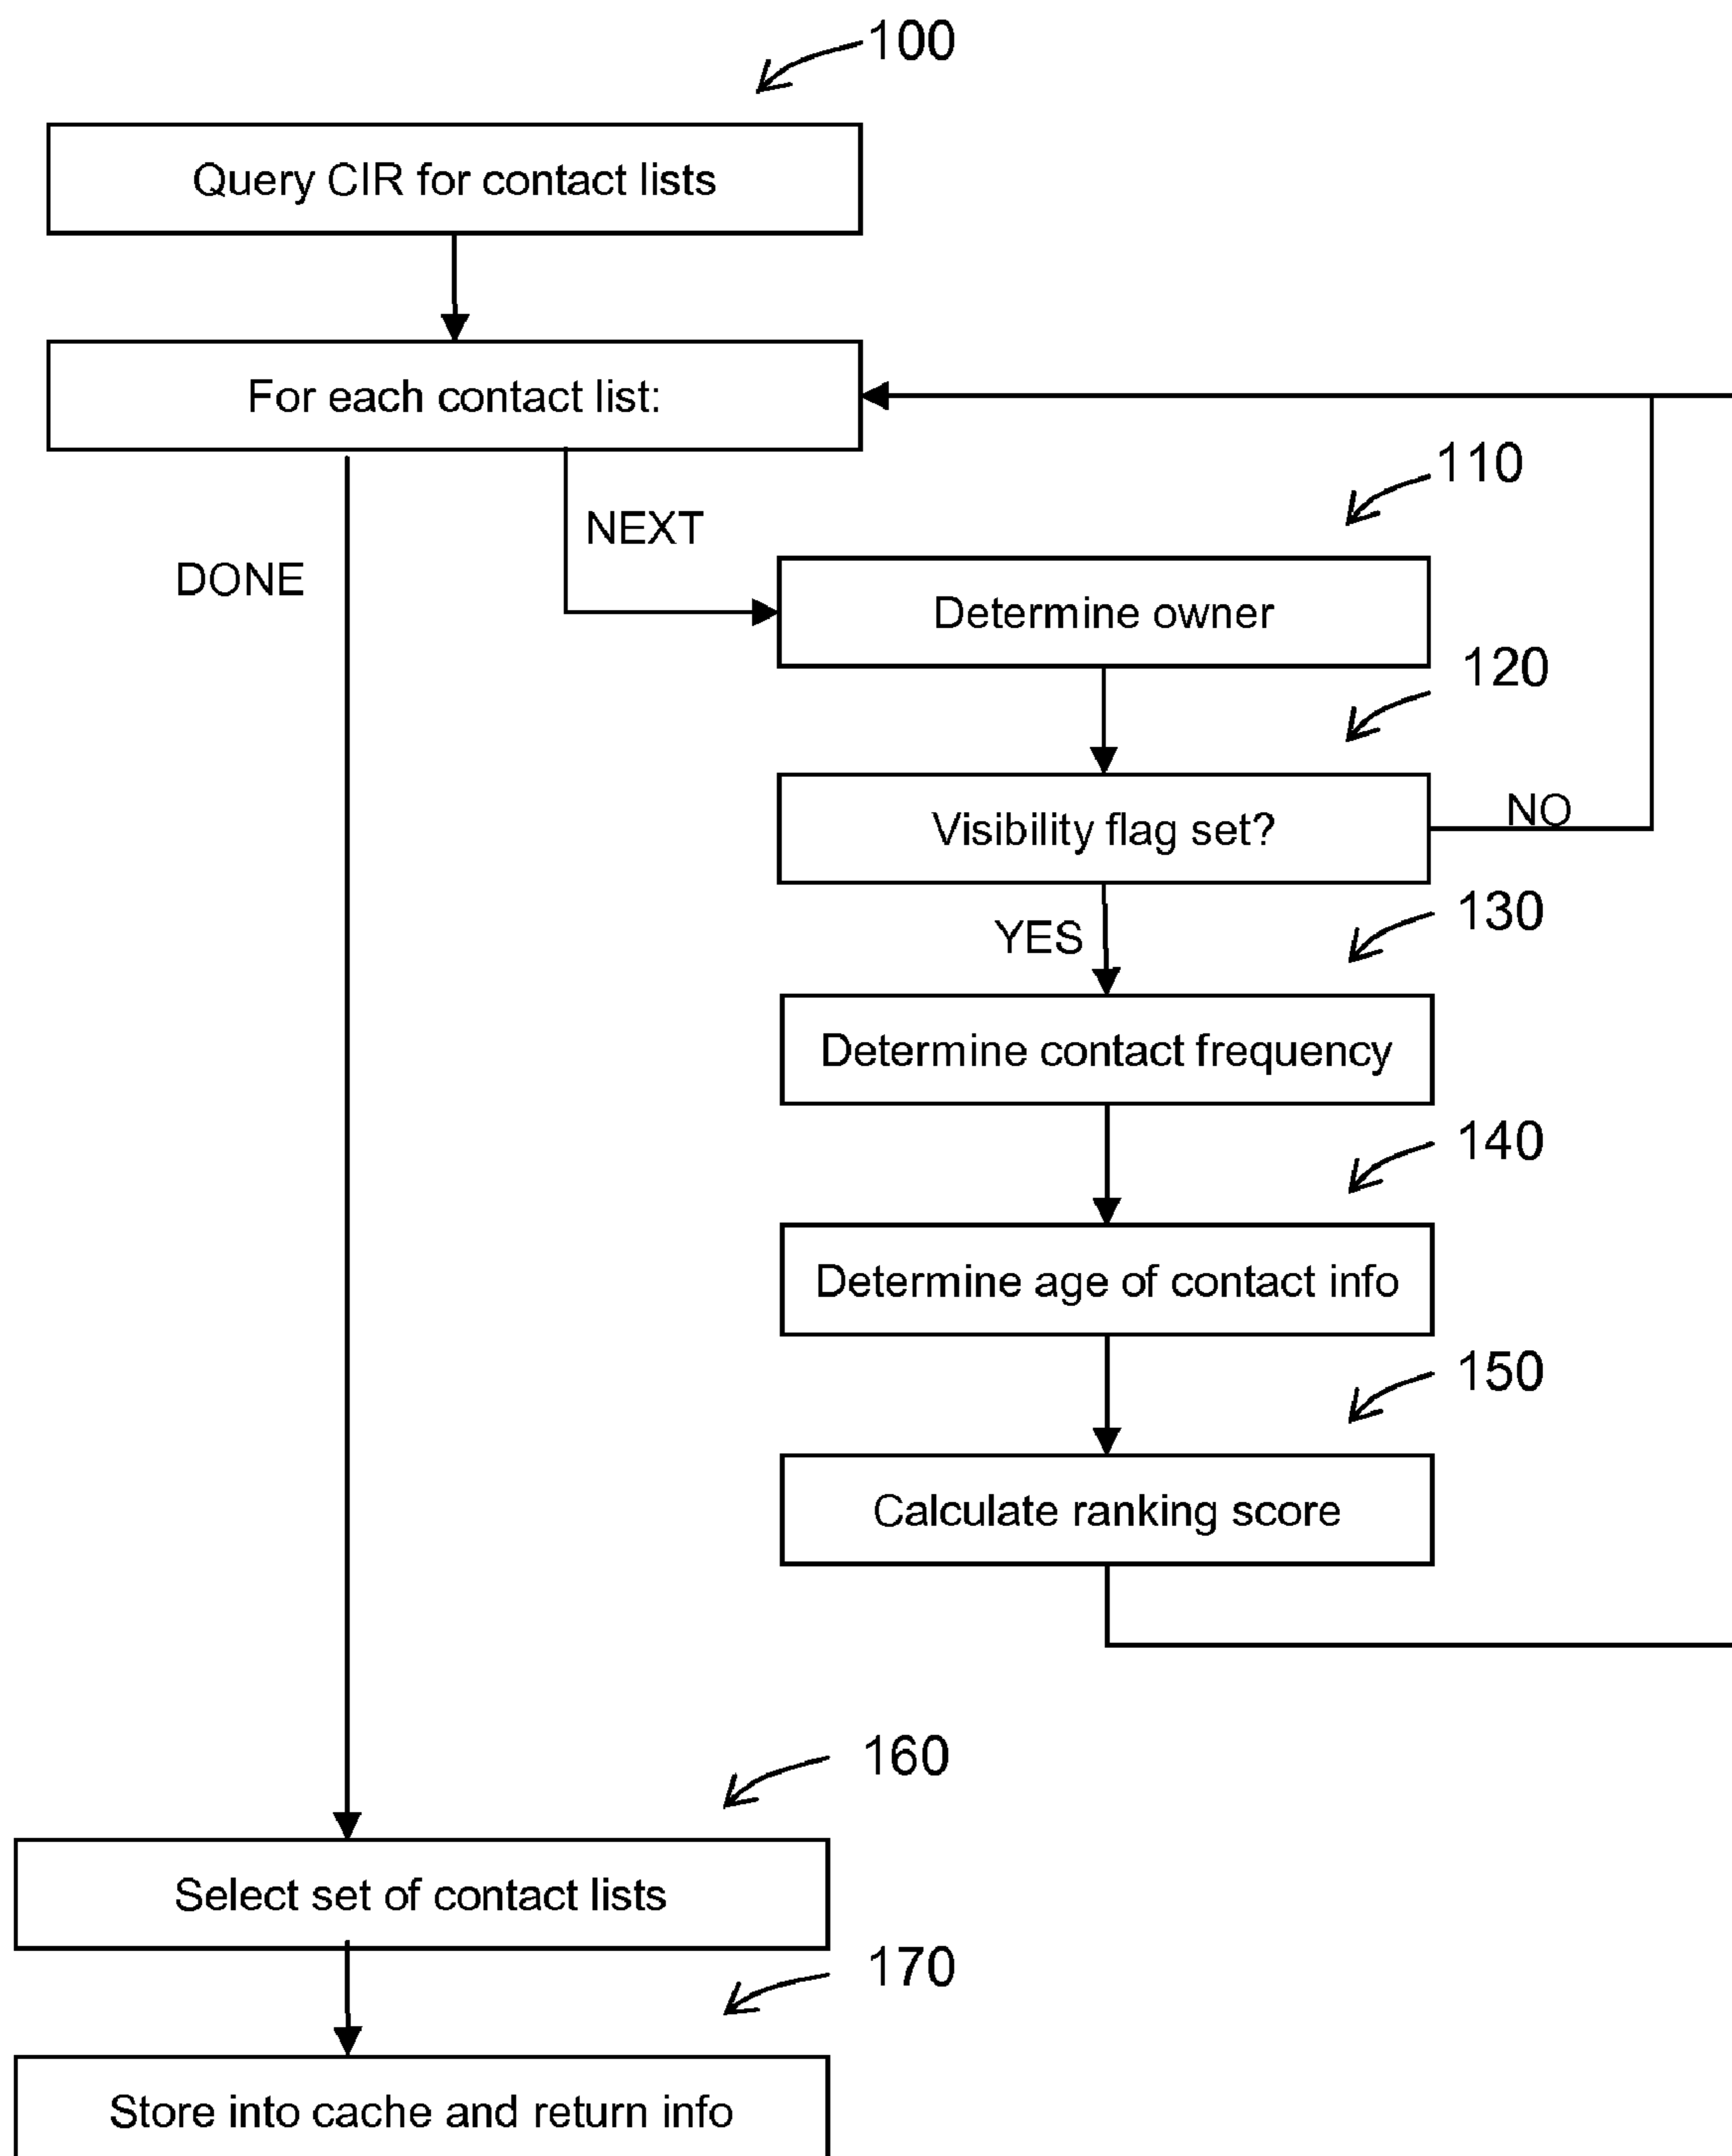 100
Query CIR for contact lists
For each contact list:
110
NEXT
DONE
Determine owner
120
Visibility flag set?
NO
130
YES
Determine contact frequency
140
Determine age of contact info
150
Calculate ranking score
160
Select set of contact lists
170
Store into cache and return info